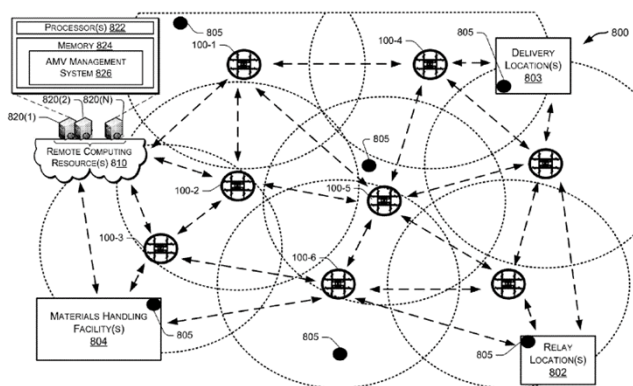 PROCESSOR(S) 822
MEMORY 824
AMV MANAGEMENT
SYSTEM 826
820(1)
820(2)
820(N)
REMOTE COMPUTING
RESOURCE(S) 810
805
100-1
100-4
805
DELIVERY
LOCATION(S)
803
800
805
100-2
100-5
100-3
100-6
MATERIALS HANDLING
FACILITY(S)
804
805
805
805
RELAY
LOCATION(S)
802